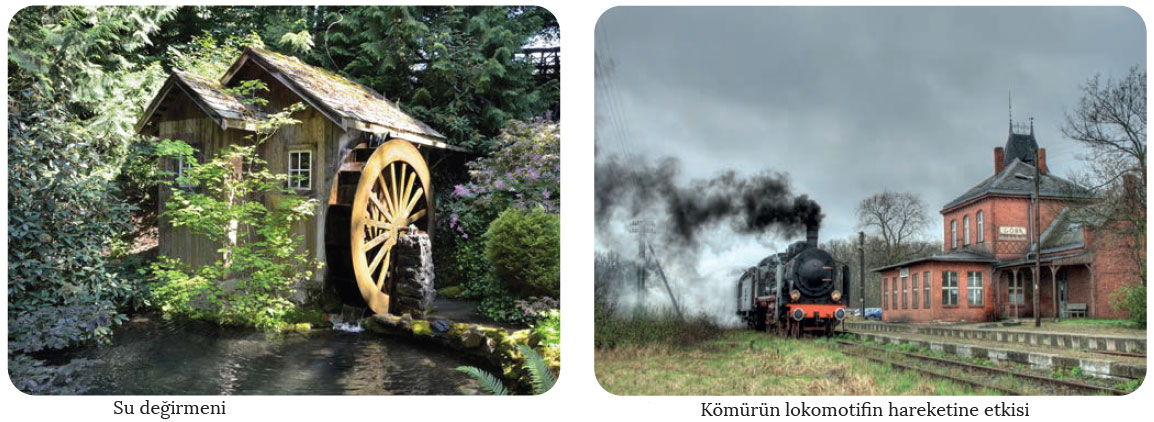 Su değirmeni
Kömürün lokomotifin hareketine etkisi